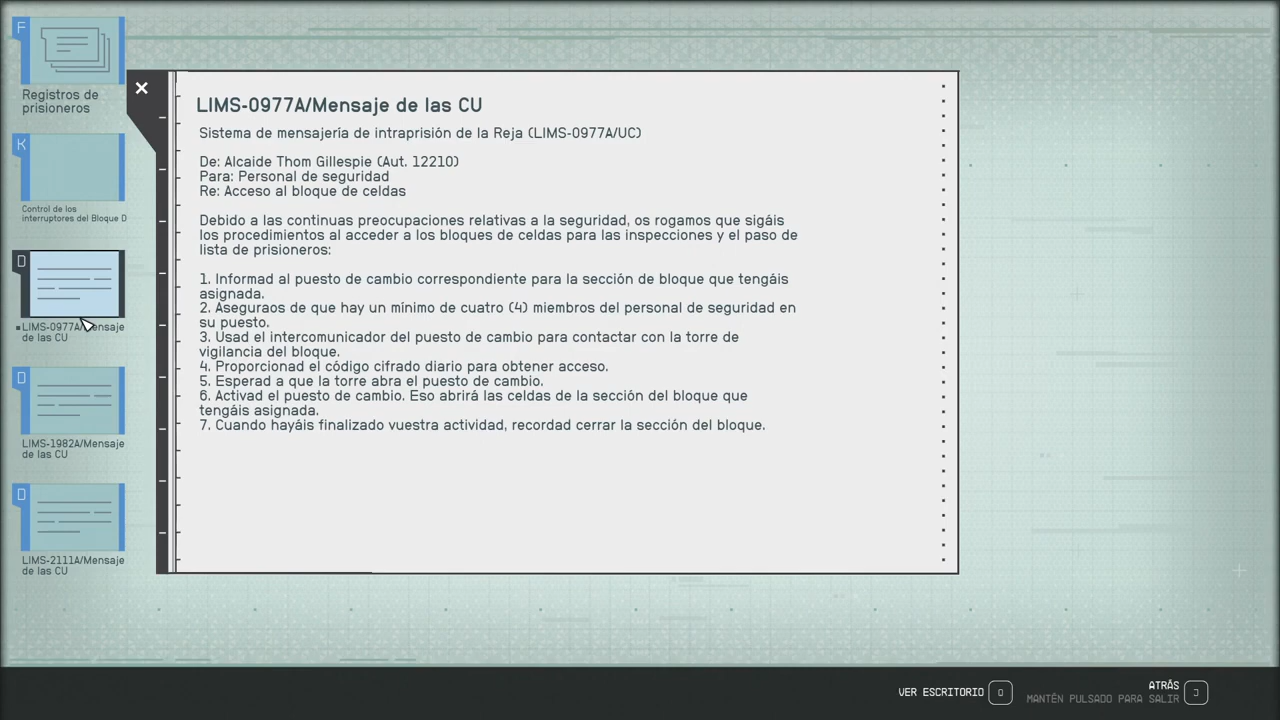 F
Registros de
prisioneros
K
Control de los
interruptores del Bloque D
D
LIMS-0977A/Mensaje
de las CU
D
LIMS-1982A/Mensaje
de las CU
D
LIMS-2111A/Mensaje
de las CU
LIMS-0977A/Mensaje de las CU
Sistema de mensajería de intraprisión de la Reja (LIMS-0977A/UC)
De: Alcaide Thom Gillespie (Aut. 12210)
Para: Personal de seguridad
Re: Acceso al bloque de celdas
Debido a las continuas preocupaciones relativas a la seguridad, os rogamos que sigáis
los procedimientos al acceder a los bloques de celdas para las inspecciones y el paso de
lista de prisioneros:
1. Informad al puesto de cambio correspondiente para la sección de bloque que tengáis
asignada.
2. Aseguraos de que hay un mínimo de cuatro (4) miembros del personal de seguridad en
su puesto.
3. Usad el intercomunicador del puesto de cambio para contactar con la torre de
vigilancia del bloque.
4. Proporcionad el código cifrado diario para obtener acceso.
5. Esperad a que la torre abra el puesto de cambio.
6. Activad el puesto de cambio. Eso abrirá las celdas de la sección del bloque que
tengáis asignada.
7. Cuando hayáis finalizado vuestra actividad, recordad cerrar la sección del bloque.
VER ESCRITORIO
ATRÁS
MANTÉN PULSADO PARA SALIR